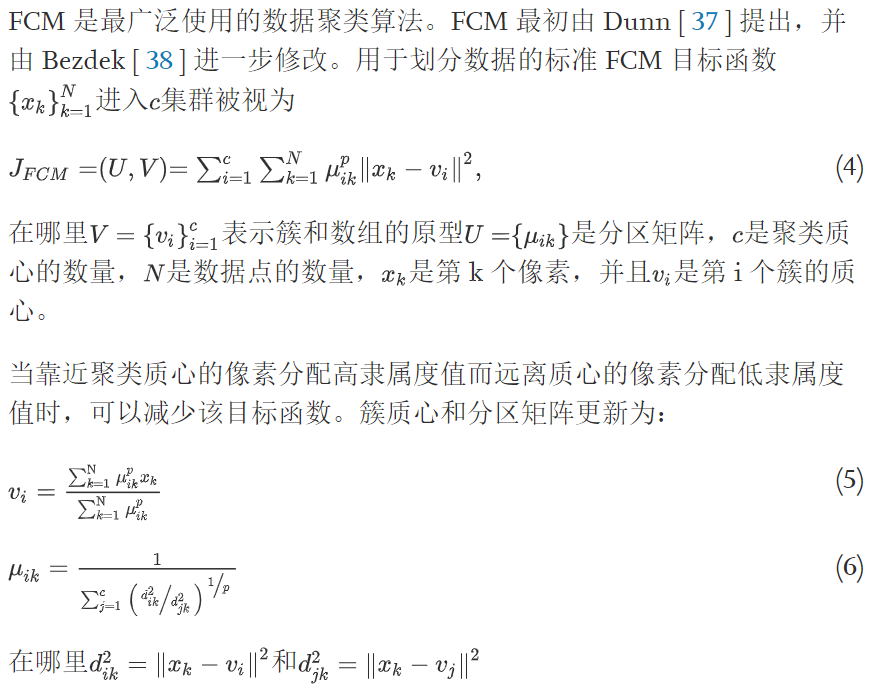 FCM 是最广泛使用的数据聚类算法。FCM 最初由 Dunn [ 37 ] 提出，并
由 Bezdek [ 38 ] 进一步修改。用于划分数据的标准 FCM 目标函数
$\{x_k\}_{k=1}^{N}$进入$c$集群被视为
$J_{FCM} =(U, V)= \sum_{i=1}^{c} \sum_{k=1}^{N} \mu_{ik}^{p} \|x_k - v_i\|^2,$ (4)
在哪里$V = \{v_i\}_{i=1}^{c}$表示簇和数组的原型$U =\{\mu_{ik}\}$是分区矩阵，$c$是聚类质
心的数量，$N$是数据点的数量，$x_k$是第 k 个像素，并且$v_i$是第 i 个簇的质
心。
当靠近聚类质心的像素分配高隶属度值而远离质心的像素分配低隶属度
值时，可以减少该目标函数。簇质心和分区矩阵更新为：
$v_i = \frac{\sum_{k=1}^{\mathrm{N}} \mu_{ik}^{p} x_k}{\sum_{k=1}^{\mathrm{N}} \mu_{ik}^{p}}$ (5)
$\mu_{ik} = \frac{1}{\sum_{j=1}^{c} \left( d_{ik}^{2} / d_{jk}^{2} \right)^{1/p}}$ (6)
在哪里$d_{ik}^{2} = \|x_k - v_i\|^2$和$d_{jk}^{2} = \|x_k - v_j\|^2$